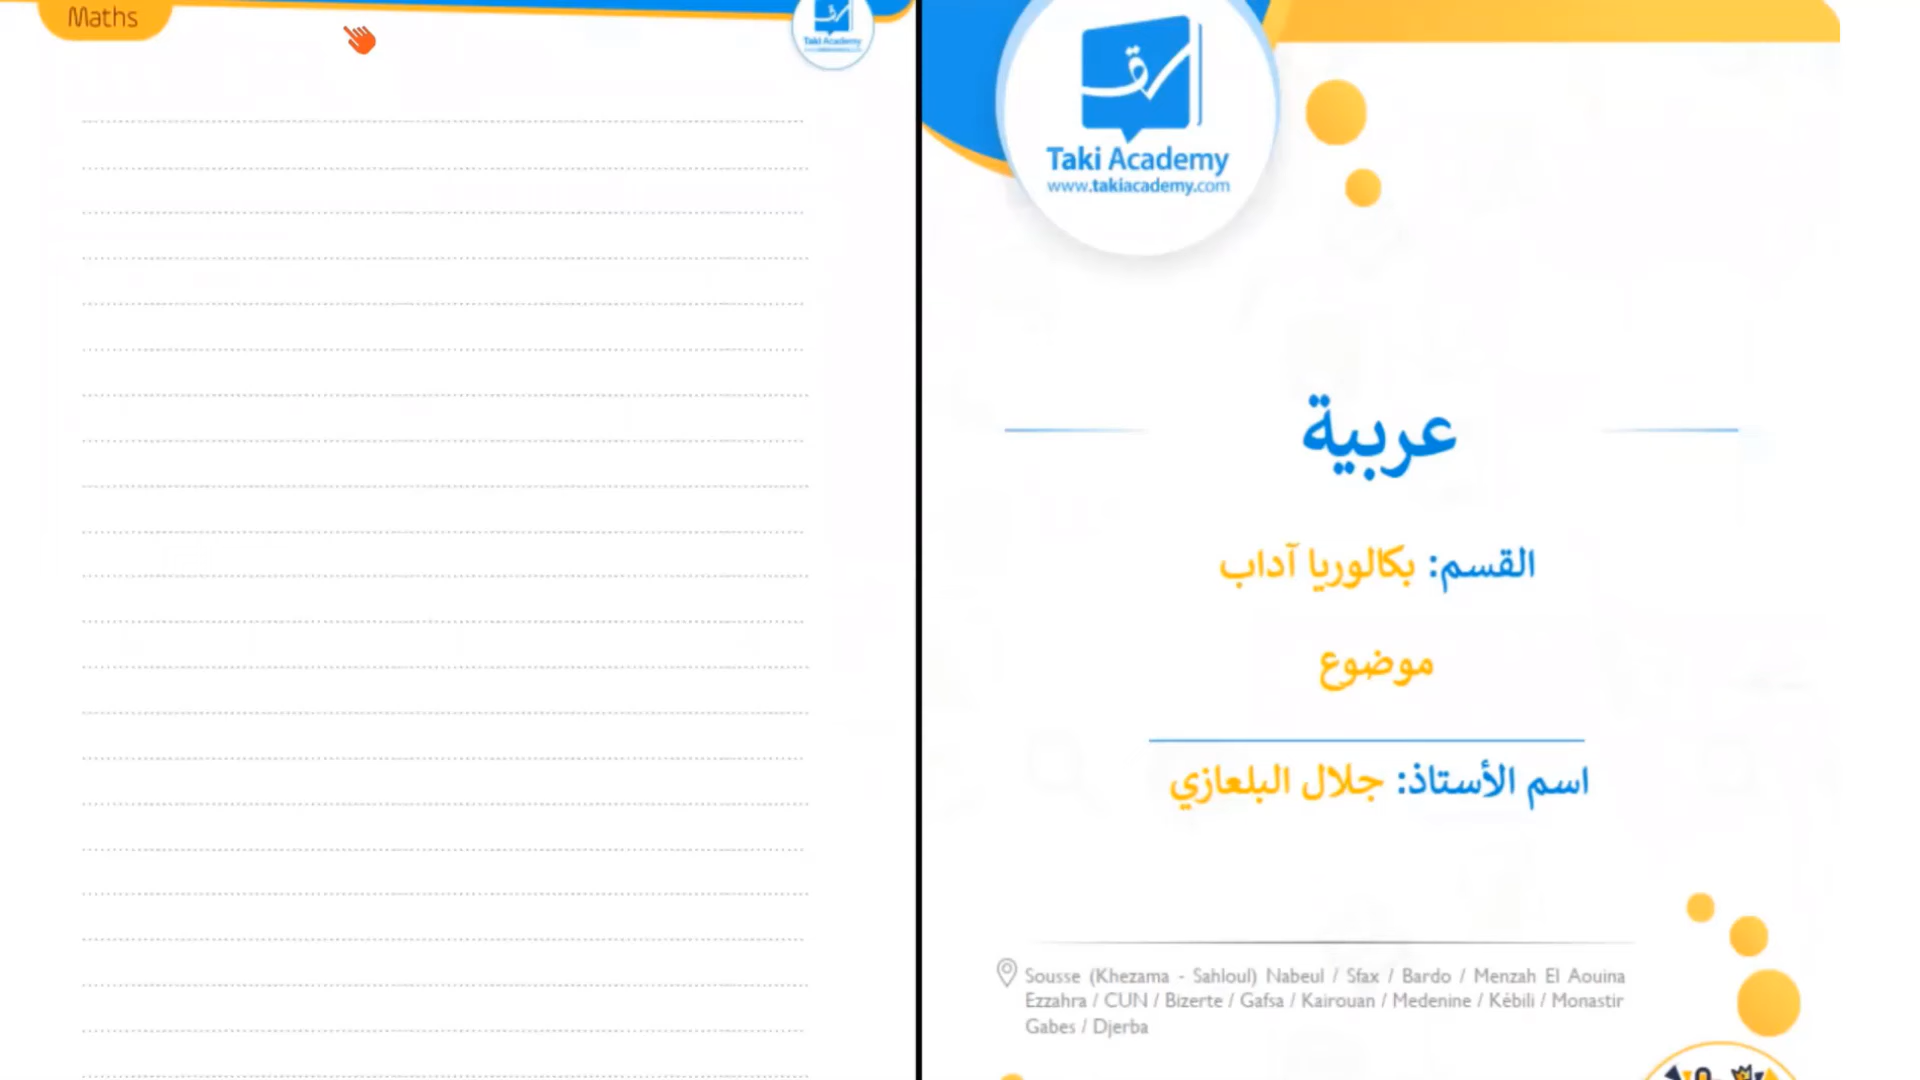 Maths
Taki Academy
Taki Academy
www.takiacademy.com
عربية
القسم: بكالوريا آداب
موضوع
اسم الأستاذ: جلال البلعازي
Sousse (Khezama - Sahloul) Nabeul / Sfax / Bardo / Menzah El Aouina
Ezzahra / CUN / Bizerte / Gafsa / Kairouan / Medenine / Kébili / Monastir
Gabes / Djerba